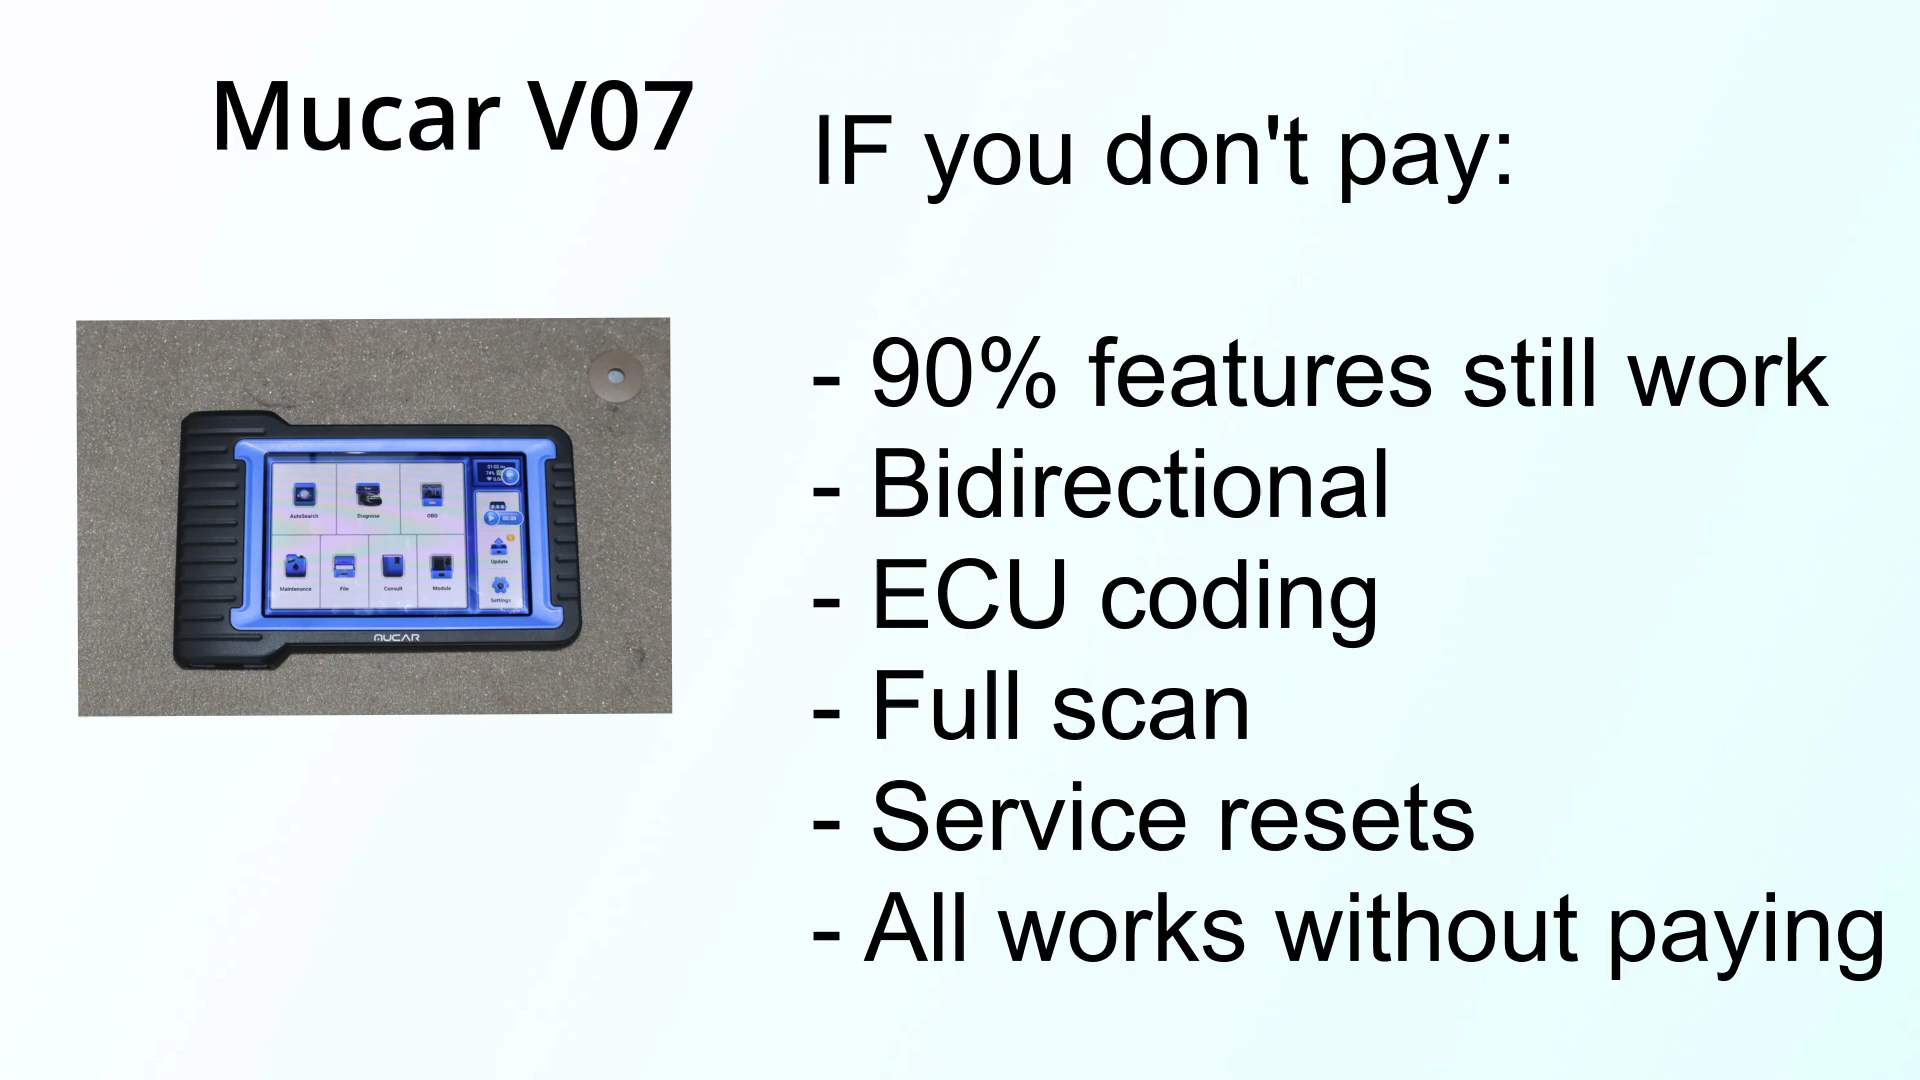 Mucar V07
IF you don't pay:
- 90% features still work
- Bidirectional
- ECU coding
- Full scan
- Service resets
- All works without paying
AutoSearch
Diagnose
OBD
Maintenance
File
Consult
Module
Update
Settings
MUCAR